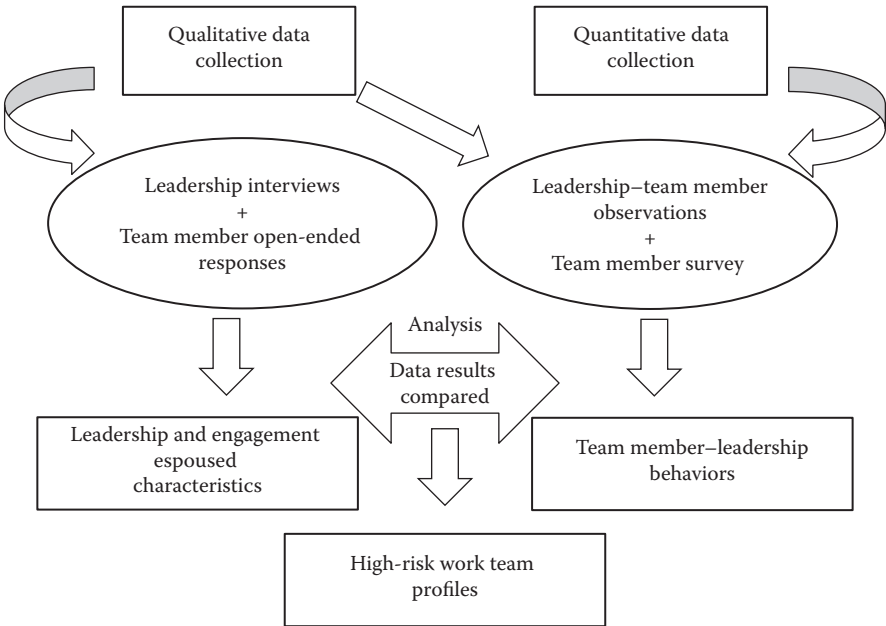 Qualitative data
collection
Quantitative data
collection
Leadership interviews
+
Team member open-ended
responses
Leadership–team member
observations
+
Team member survey
Analysis
Data results
compared
Leadership and engagement
espoused
characteristics
Team member–leadership
behaviors
High-risk work team
profiles